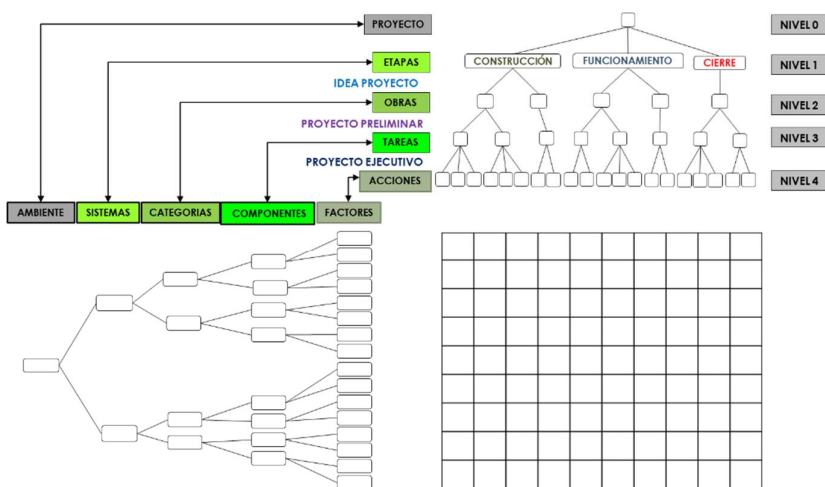 PROYECTO
NIVEL 0
ETAPAS
CONSTRUCCIÓN
FUNCIONAMIENTO
CIERRE
NIVEL 1
IDEA PROYECTO
OBRAS
NIVEL 2
PROYECTO PRELIMINAR
TAREAS
NIVEL 3
PROYECTO EJECUTIVO
ACCIONES
NIVEL 4
AMBIENTE
SISTEMAS
CATEGORIAS
COMPONENTES
FACTORES